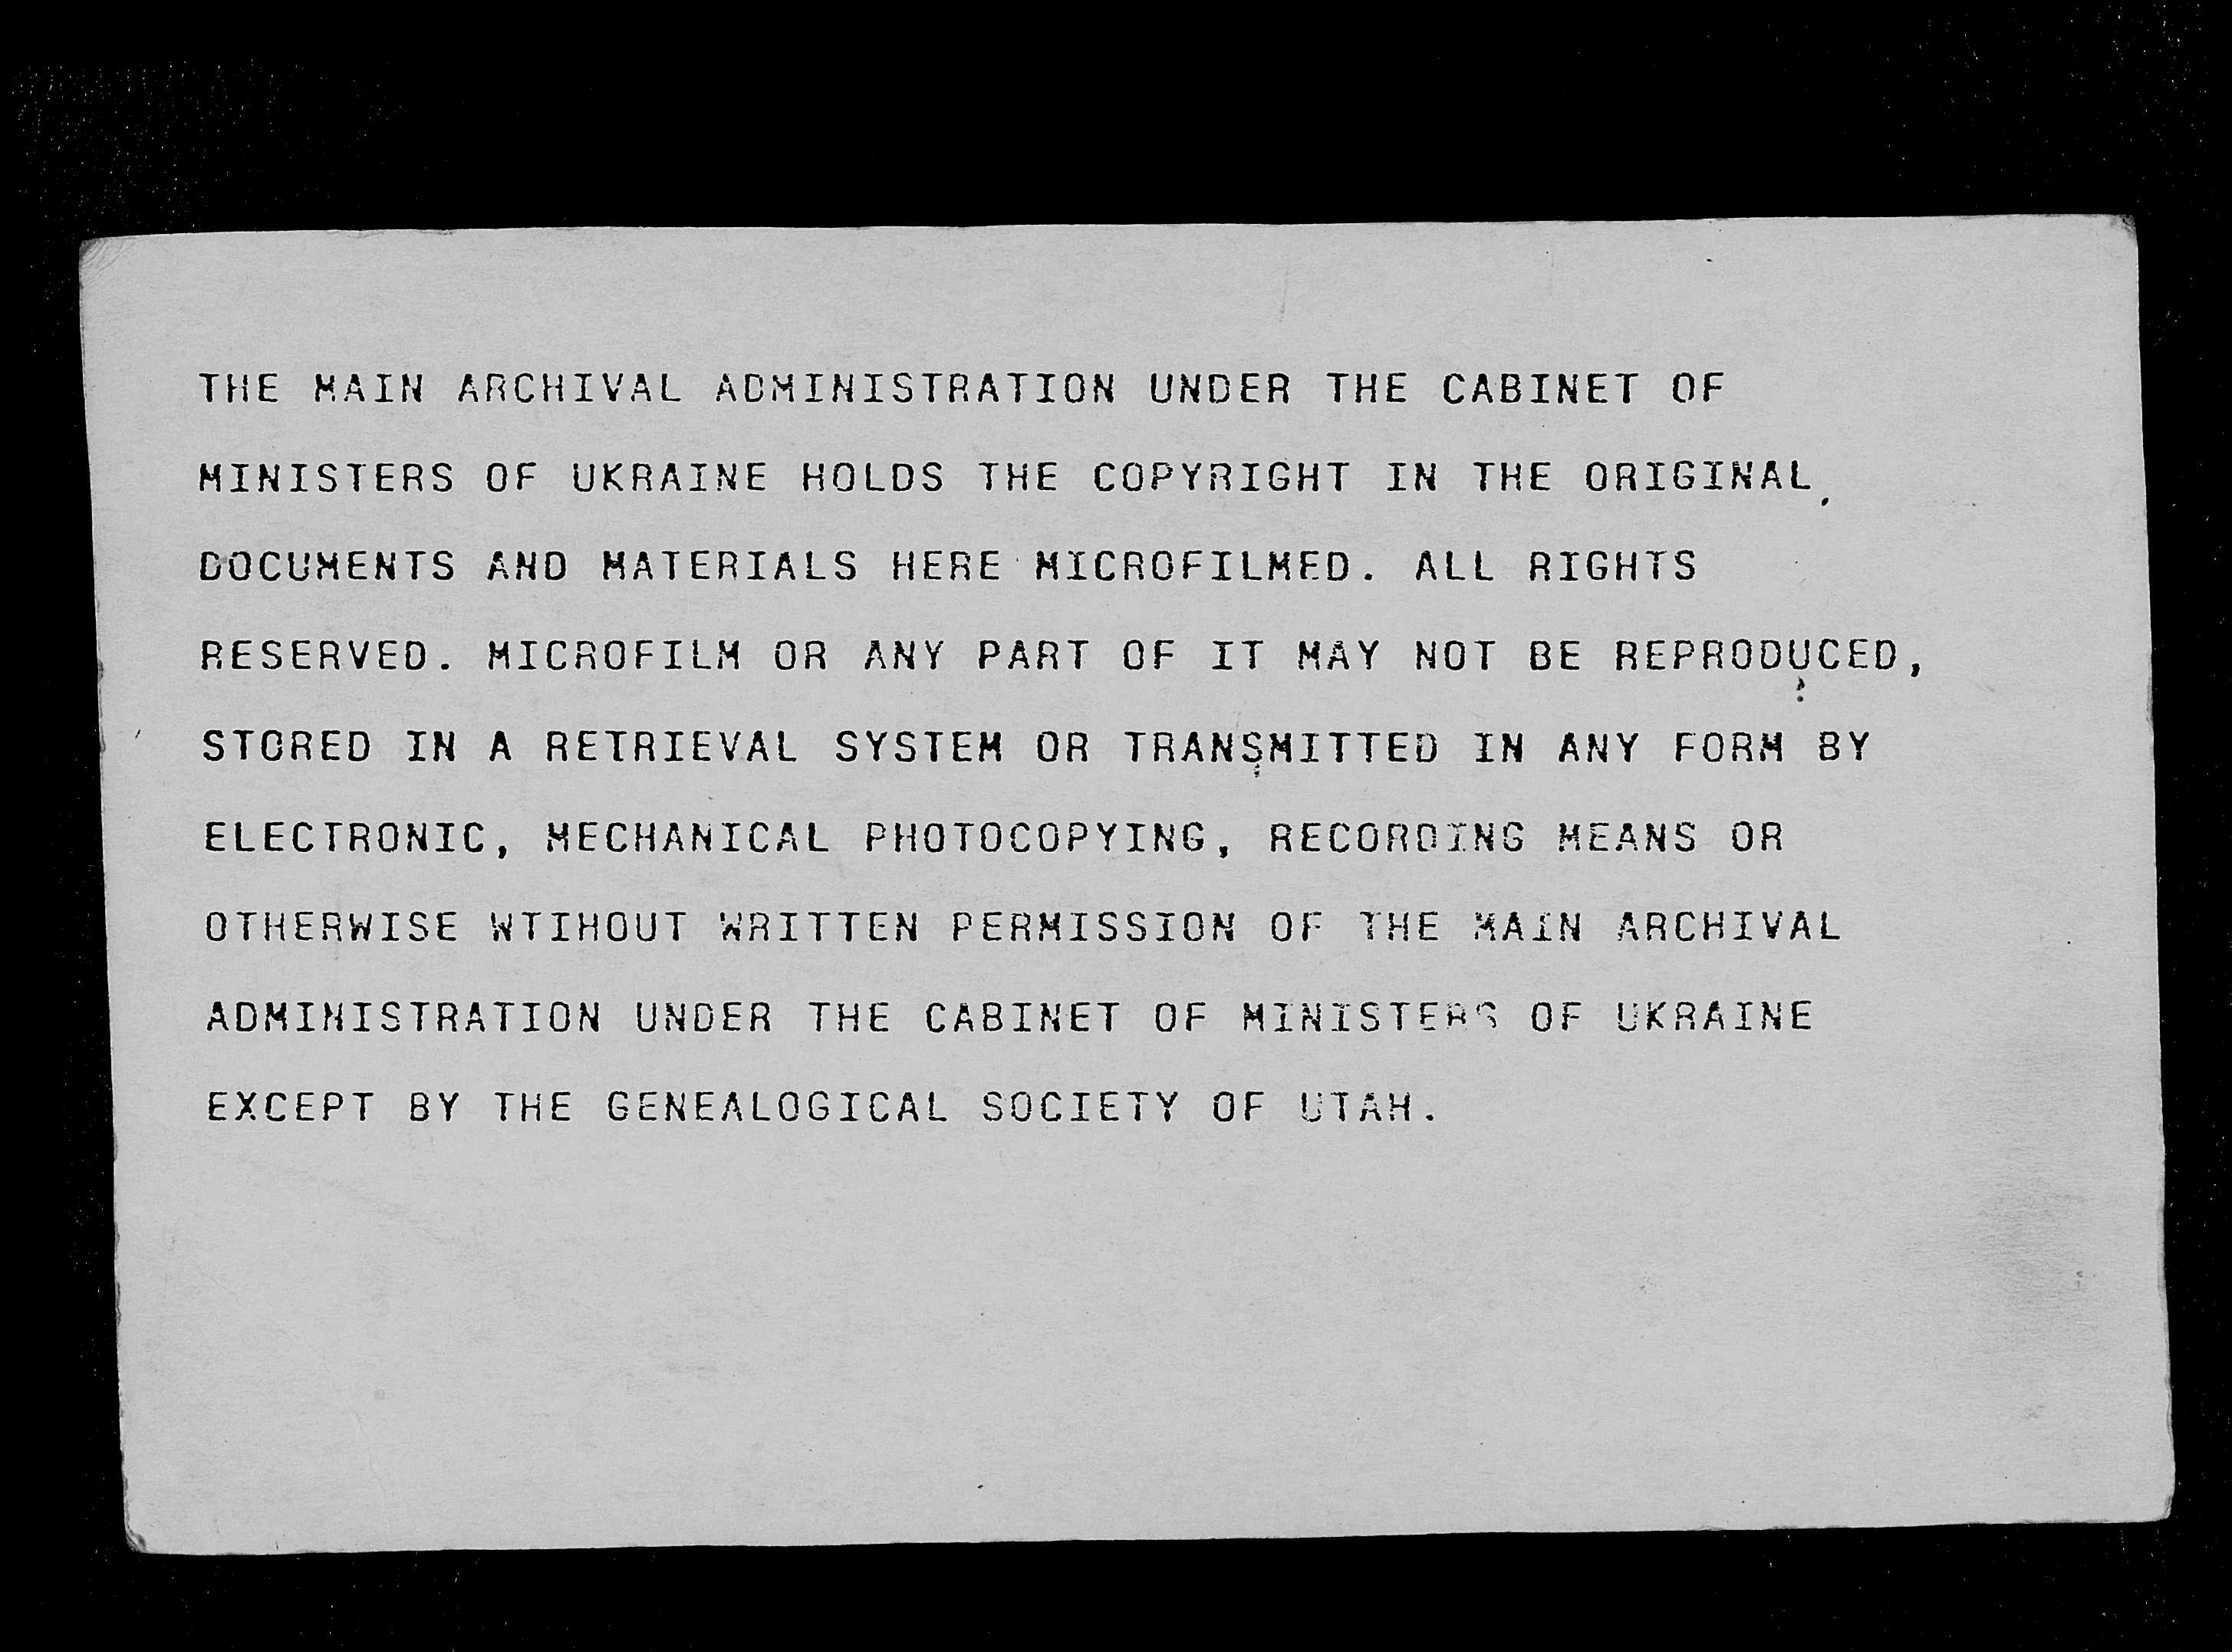 THE MAIN ARCHIVAL ADMINISTRATION UNDER THE CABINET OF
MINISTERS OF UKRAINE HOLDS THE COPYRIGHT IN THE ORIGINAL,
DOCUMENTS AND MATERIALS HERE MICROFILMED. ALL RIGHTS
RESERVED. MICROFILM OR ANY PART OF IT MAY NOT BE REPRODUCED,
STORED IN A RETRIEVAL SYSTEM OR TRANSMITTED IN ANY FORM BY
ELECTRONIC, MECHANICAL PHOTOCOPYING, RECORDING MEANS OR
OTHERWISE WTIHOUT WRITTEN PERMISSION OF THE MAIN ARCHIVAL
ADMINISTRATION UNDER THE CABINET OF MINISTERS OF UKRAINE
EXCEPT BY THE GENEALOGICAL SOCIETY OF UTAH.